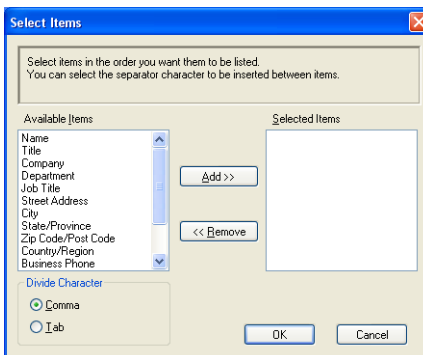 Select Items
Select items in the order you want them to be listed.
You can select the separator character to be inserted between items.
Available Items
Selected Items
Name
Title
Company
Department
Job Title
Street Address
City
State/Province
Zip Code/Post Code
Country/Region
Business Phone
Add >>
<< Remove
Divide Character
Comma
Tab
OK
Cancel